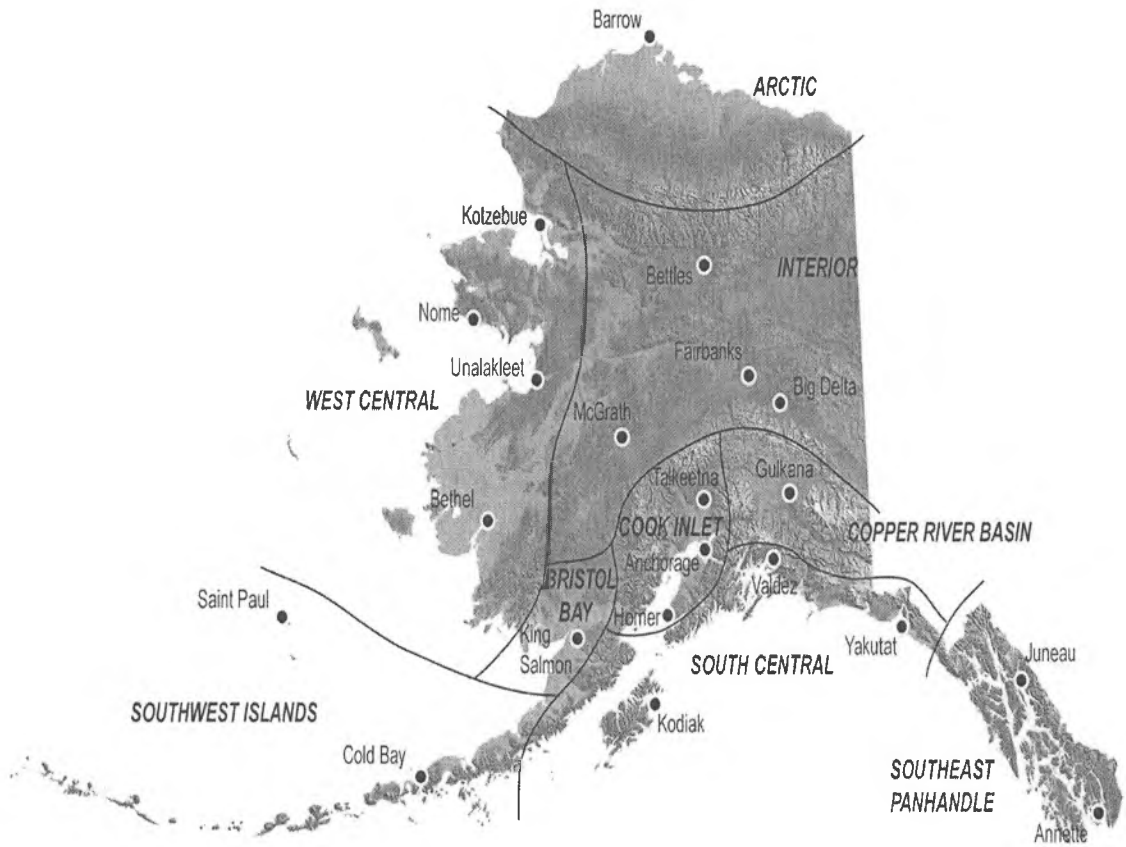 Barrow
ARCTIC
Kotzebue
Bettles
INTERIOR
Nome
Fairbanks
Unalakleet
Big Delta
WEST CENTRAL
McGrath
Talkeetna
Gulkana
Bethel
COOK INLET
COPPER RIVER BASIN
Anchorage
BRISTOL
BAY
Valdez
Saint Paul
Homer
King
Salmon
Yakutat
Juneau
SOUTH CENTRAL
SOUTHWEST ISLANDS
Kodiak
Cold Bay
SOUTHEAST
PANHANDLE
Annette